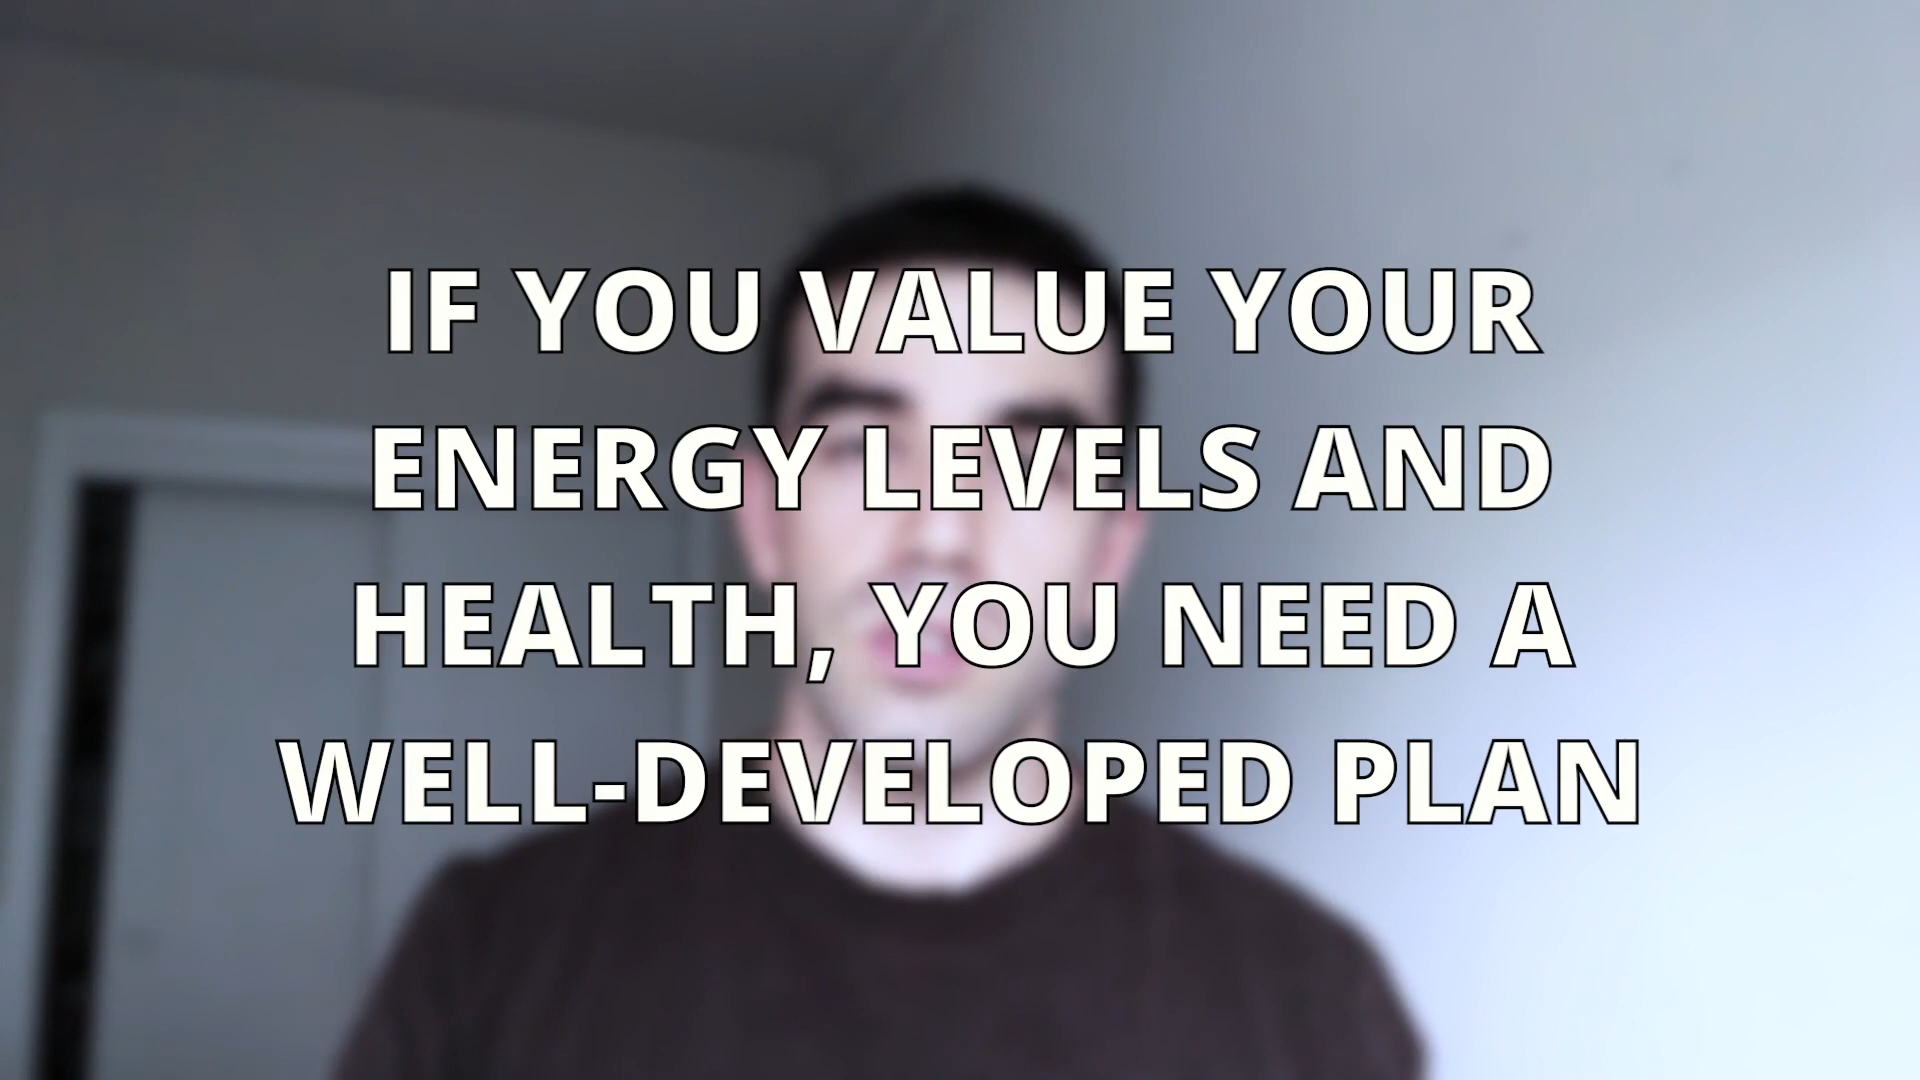 IF YOU VALUE YOUR
ENERGY LEVELS AND
HEALTH, YOU NEED A
WELL-DEVELOPED PLAN